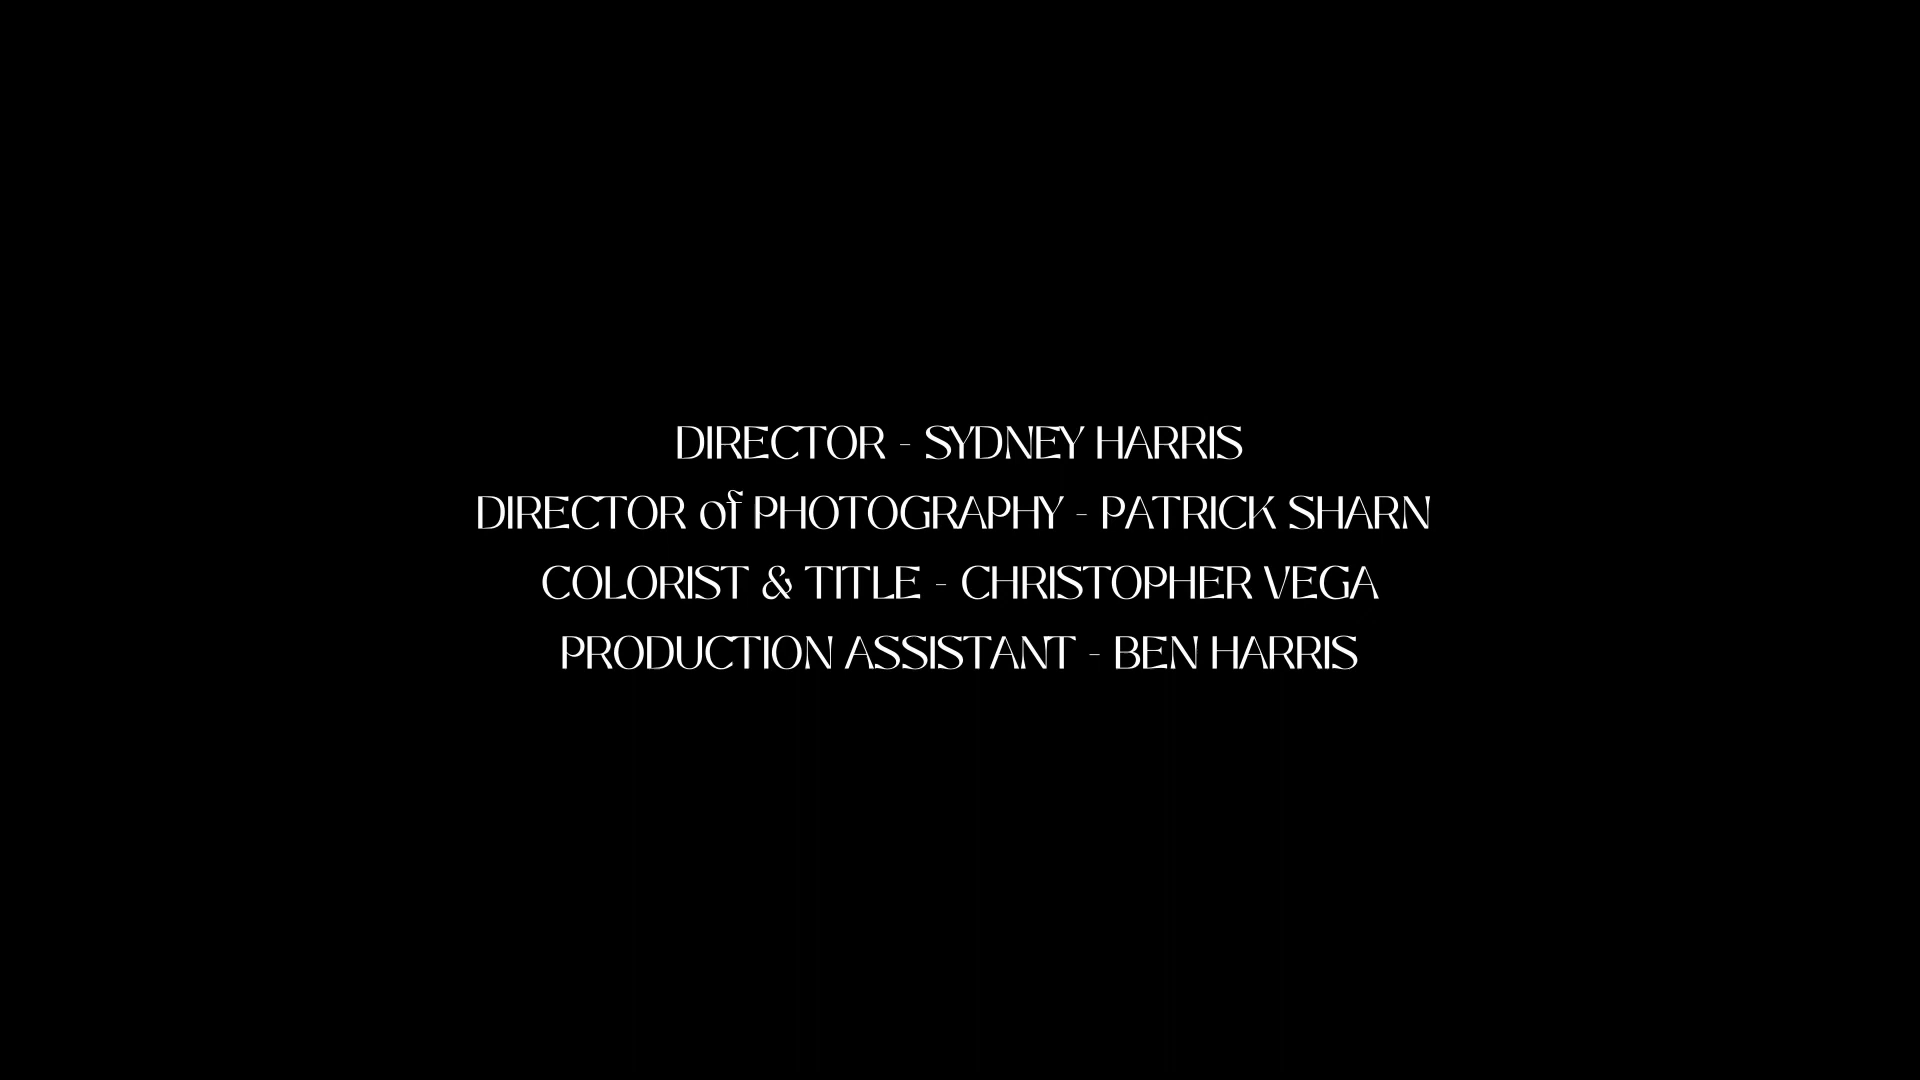 DIRECTOR - SYDNEY HARRIS
DIRECTOR of PHOTOGRAPHY - PATRICK SHARN
COLORIST & TITLE - CHRISTOPHER VEGA
PRODUCTION ASSISTANT - BEN HARRIS